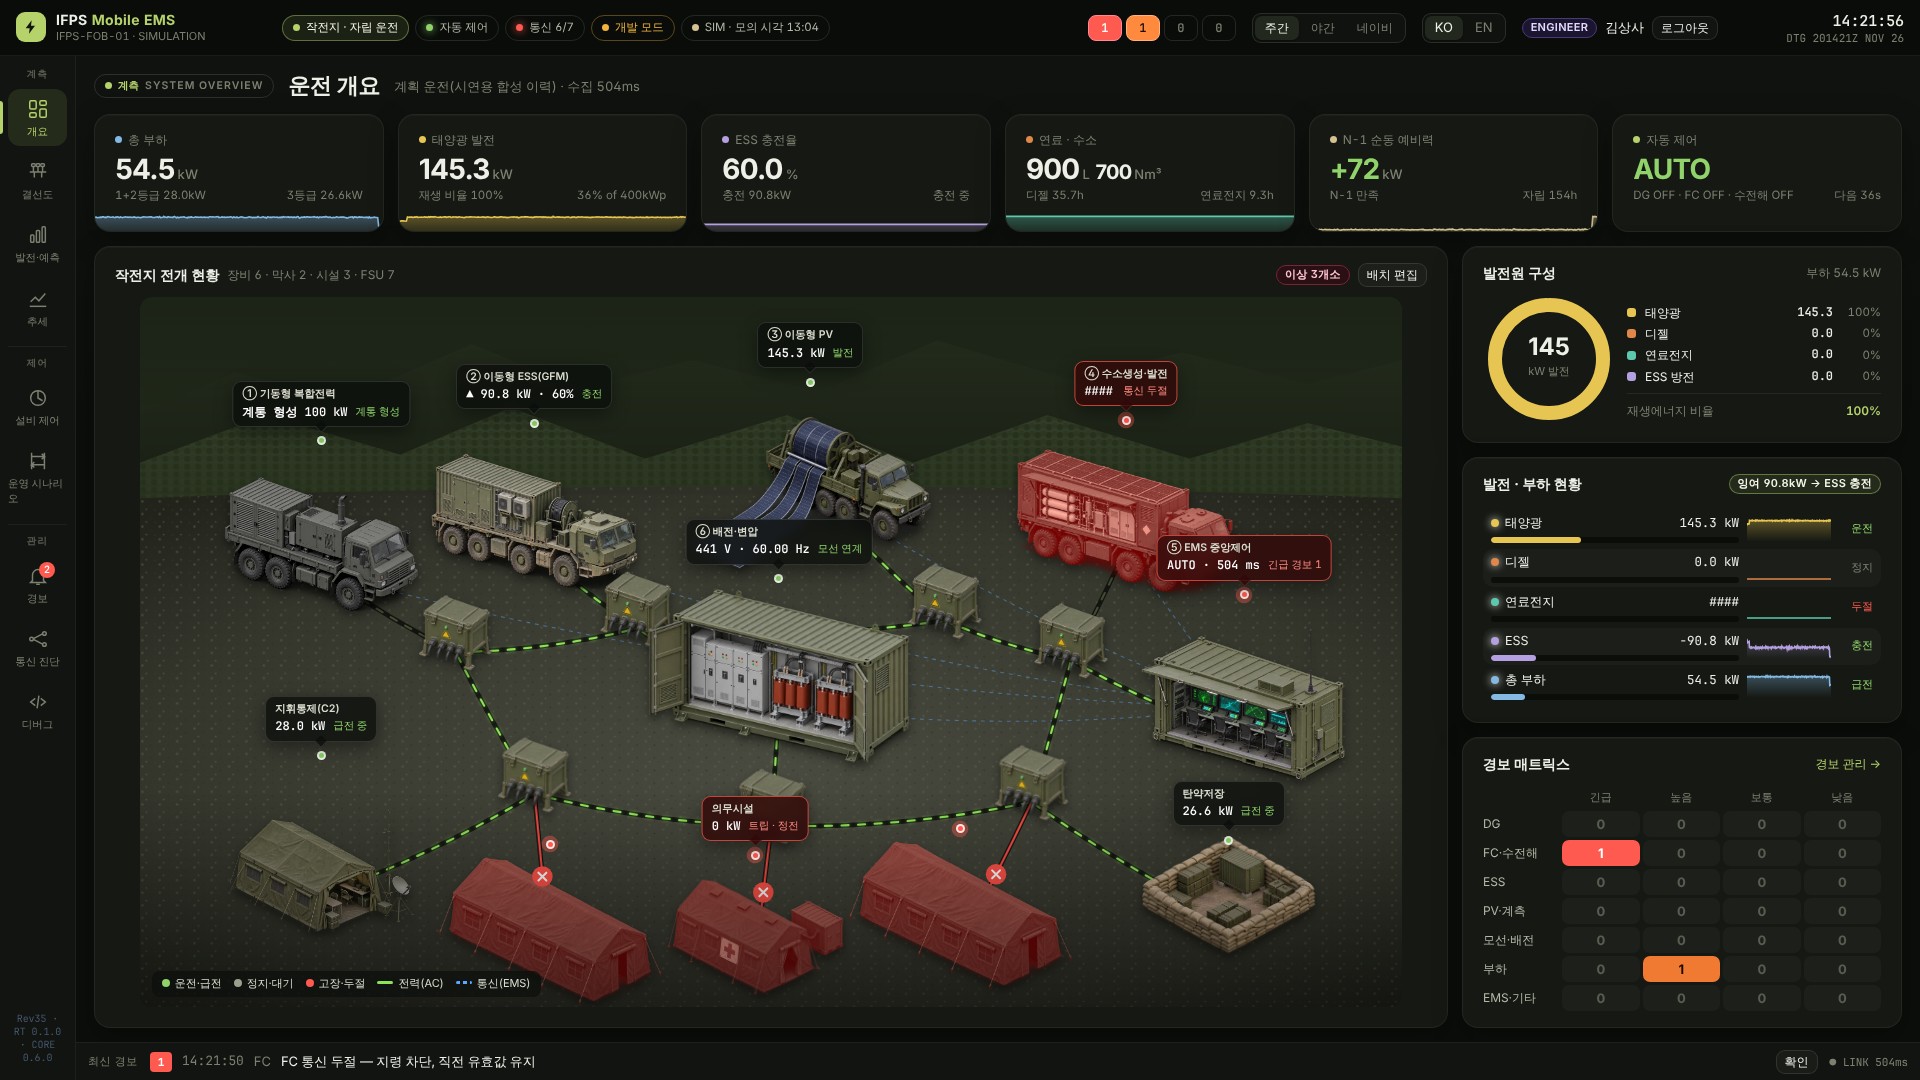 IFPS Mobile EMS
IFPS-FOB-01 · SIMULATION
작전지 · 자립 운전
자동 제어
통신 6/7
개발 모드
SIM · 모의 시각 13:04
1
1
0
0
주간
야간
네이비
KO
EN
ENGINEER
김상사
로그아웃
14:21:56
DTG 201421Z NOV 26
계측
개요
결선도
발전·예측
추세
제어
설비 제어
운영 시나리
오
관리
2
경보
통신 진단
디버그
Rev35 ·
RT 0.1.0
· CORE
0.6.0
계측 SYSTEM OVERVIEW
운전 개요
계획 운전(시연용 합성 이력) · 수집 504ms
총 부하
54.5 kW
1+2등급 28.0kW
3등급 26.6kW
태양광 발전
145.3 kW
재생 비율 100%
36% of 400kWp
ESS 충전율
60.0 %
충전 90.8kW
충전 중
연료 · 수소
900 L 700 Nm³
디젤 35.7h
연료전지 9.3h
N-1 순동 예비력
+72 kW
N-1 만족
자립 154h
자동 제어
AUTO
DG OFF · FC OFF · 수전해 OFF
다음 36s
작전지 전개 현황
장비 6 · 막사 2 · 시설 3 · FSU 7
이상 3개소
배치 편집
③ 이동형 PV
145.3 kW 발전
② 이동형 ESS(GFM)
▲ 90.8 kW · 60% 충전
④ 수소생성·발전
#### 통신 두절
① 기동형 복합전력
계통 형성 100 kW 계통 형성
⑥ 배전·변압
441 V · 60.00 Hz 모선 연계
⑤ EMS 중앙제어
AUTO · 504 ms 긴급 경보 1
지휘통제(C2)
28.0 kW 급전 중
의무시설
0 kW 트립 · 정전
탄약저장
26.6 kW 급전 중
운전·급전
정지·대기
고장·두절
전력(AC)
통신(EMS)
발전원 구성
부하 54.5 kW
145
kW 발전
태양광 145.3 100%
디젤 0.0 0%
연료전지 0.0 0%
ESS 방전 0.0 0%
재생에너지 비율 100%
발전 · 부하 현황
잉여 90.8kW → ESS 충전
태양광 145.3 kW 운전
디젤 0.0 kW 정지
연료전지 #### 두절
ESS -90.8 kW 충전
총 부하 54.5 kW 급전
경보 매트릭스
경보 관리 →
긴급 높음 보통 낮음
DG 0 0 0 0
FC·수전해 1 0 0 0
ESS 0 0 0 0
PV·계측 0 0 0 0
모선·배전 0 0 0 0
부하 0 1 0 0
EMS·기타 0 0 0 0
최신 경보
1
14:21:50
FC
FC 통신 두절 — 지령 차단, 직전 유효값 유지
확인
LINK 504ms